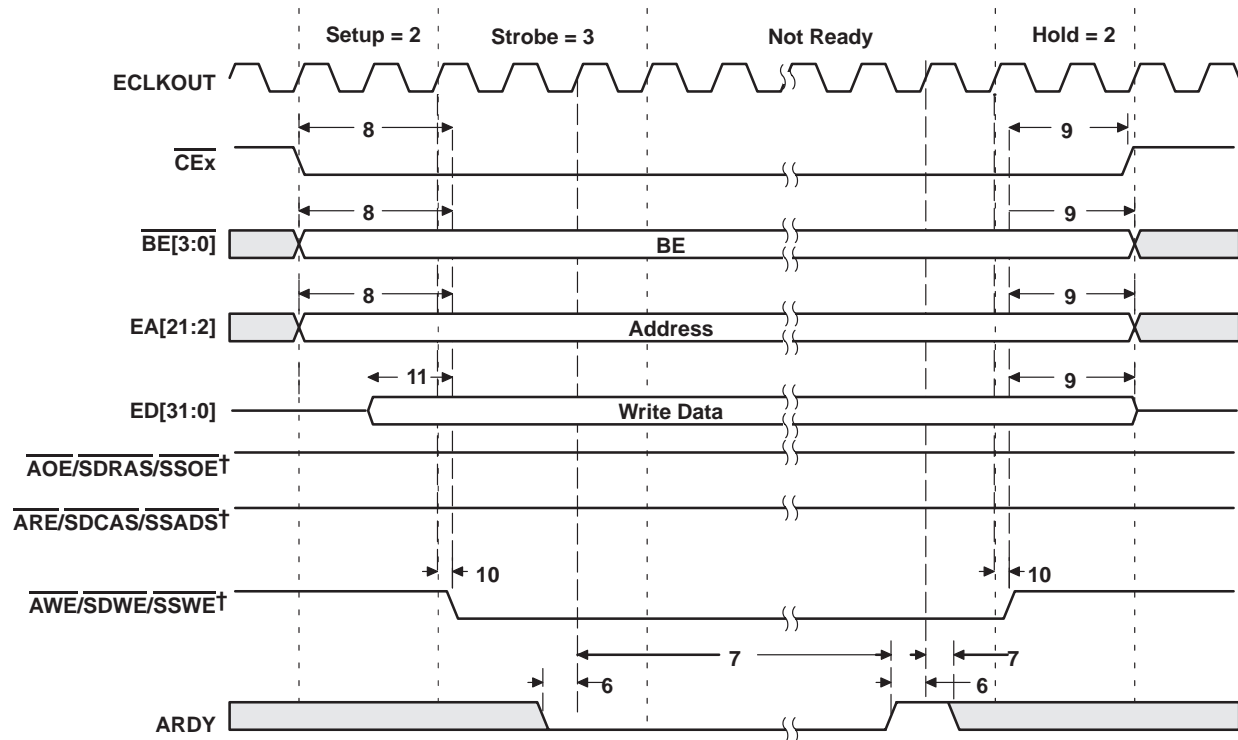 Setup = 2 Strobe = 3 Not Ready Hold = 2
ECLKOUT
8 9
CEx
8 9
BE[3:0] BE
8 9
EA[21:2] Address
11 9
ED[31:0] Write Data
AOE/SDRAS/SSOE†
ARE/SDCAS/SSADS†
10 10
AWE/SDWE/SSWE†
7 7
6 6
ARDY